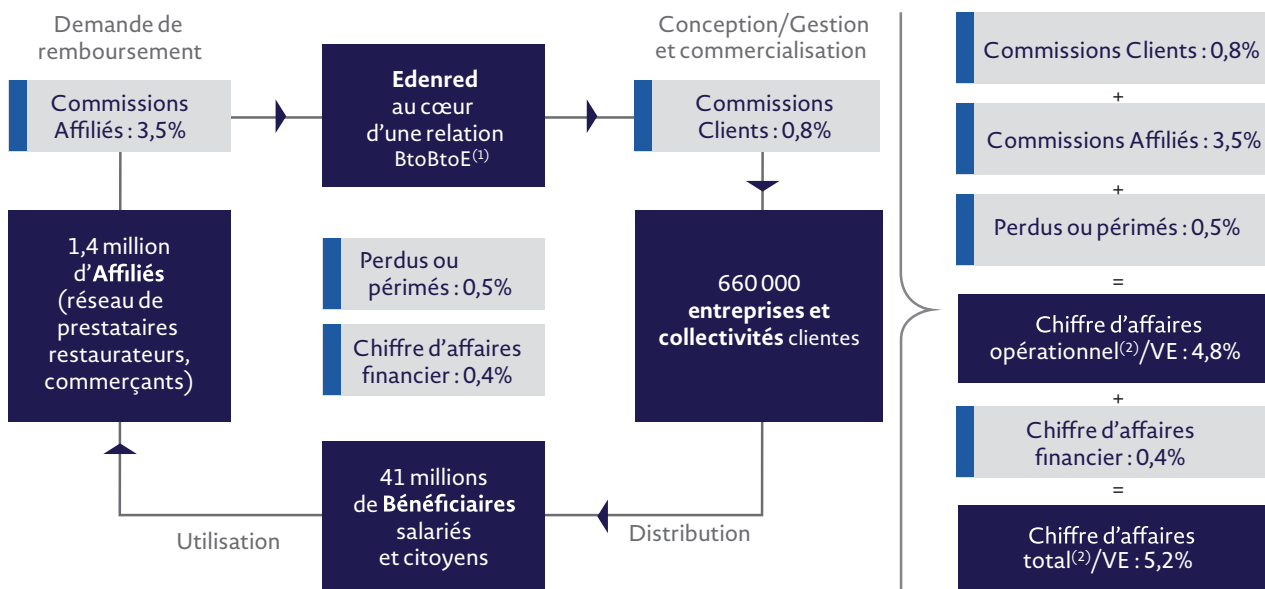 Demande de
remboursement
Commissions
Affiliés : 3,5%
Edenred
au cœur
d'une relation
BtoBtoE(1)
Conception/Gestion
et commercialisation
Commissions
Clients : 0,8%
1,4 million
d'Affiliés
(réseau de
prestataires
restaurateurs,
commerçants)
Perdus ou
périmés : 0,5%
Chiffre d'affaires
financier : 0,4%
660 000
entreprises et
collectivités clientes
41 millions
de Bénéficiaires
salariés
et citoyens
Utilisation
Distribution
Commissions Clients : 0,8%
+
Commissions Affiliés : 3,5%
+
Perdus ou périmés : 0,5%
=
Chiffre d'affaires
opérationnel(2)/VE : 4,8%
+
Chiffre d'affaires
financier : 0,4%
=
Chiffre d'affaires
total(2)/VE : 5,2%